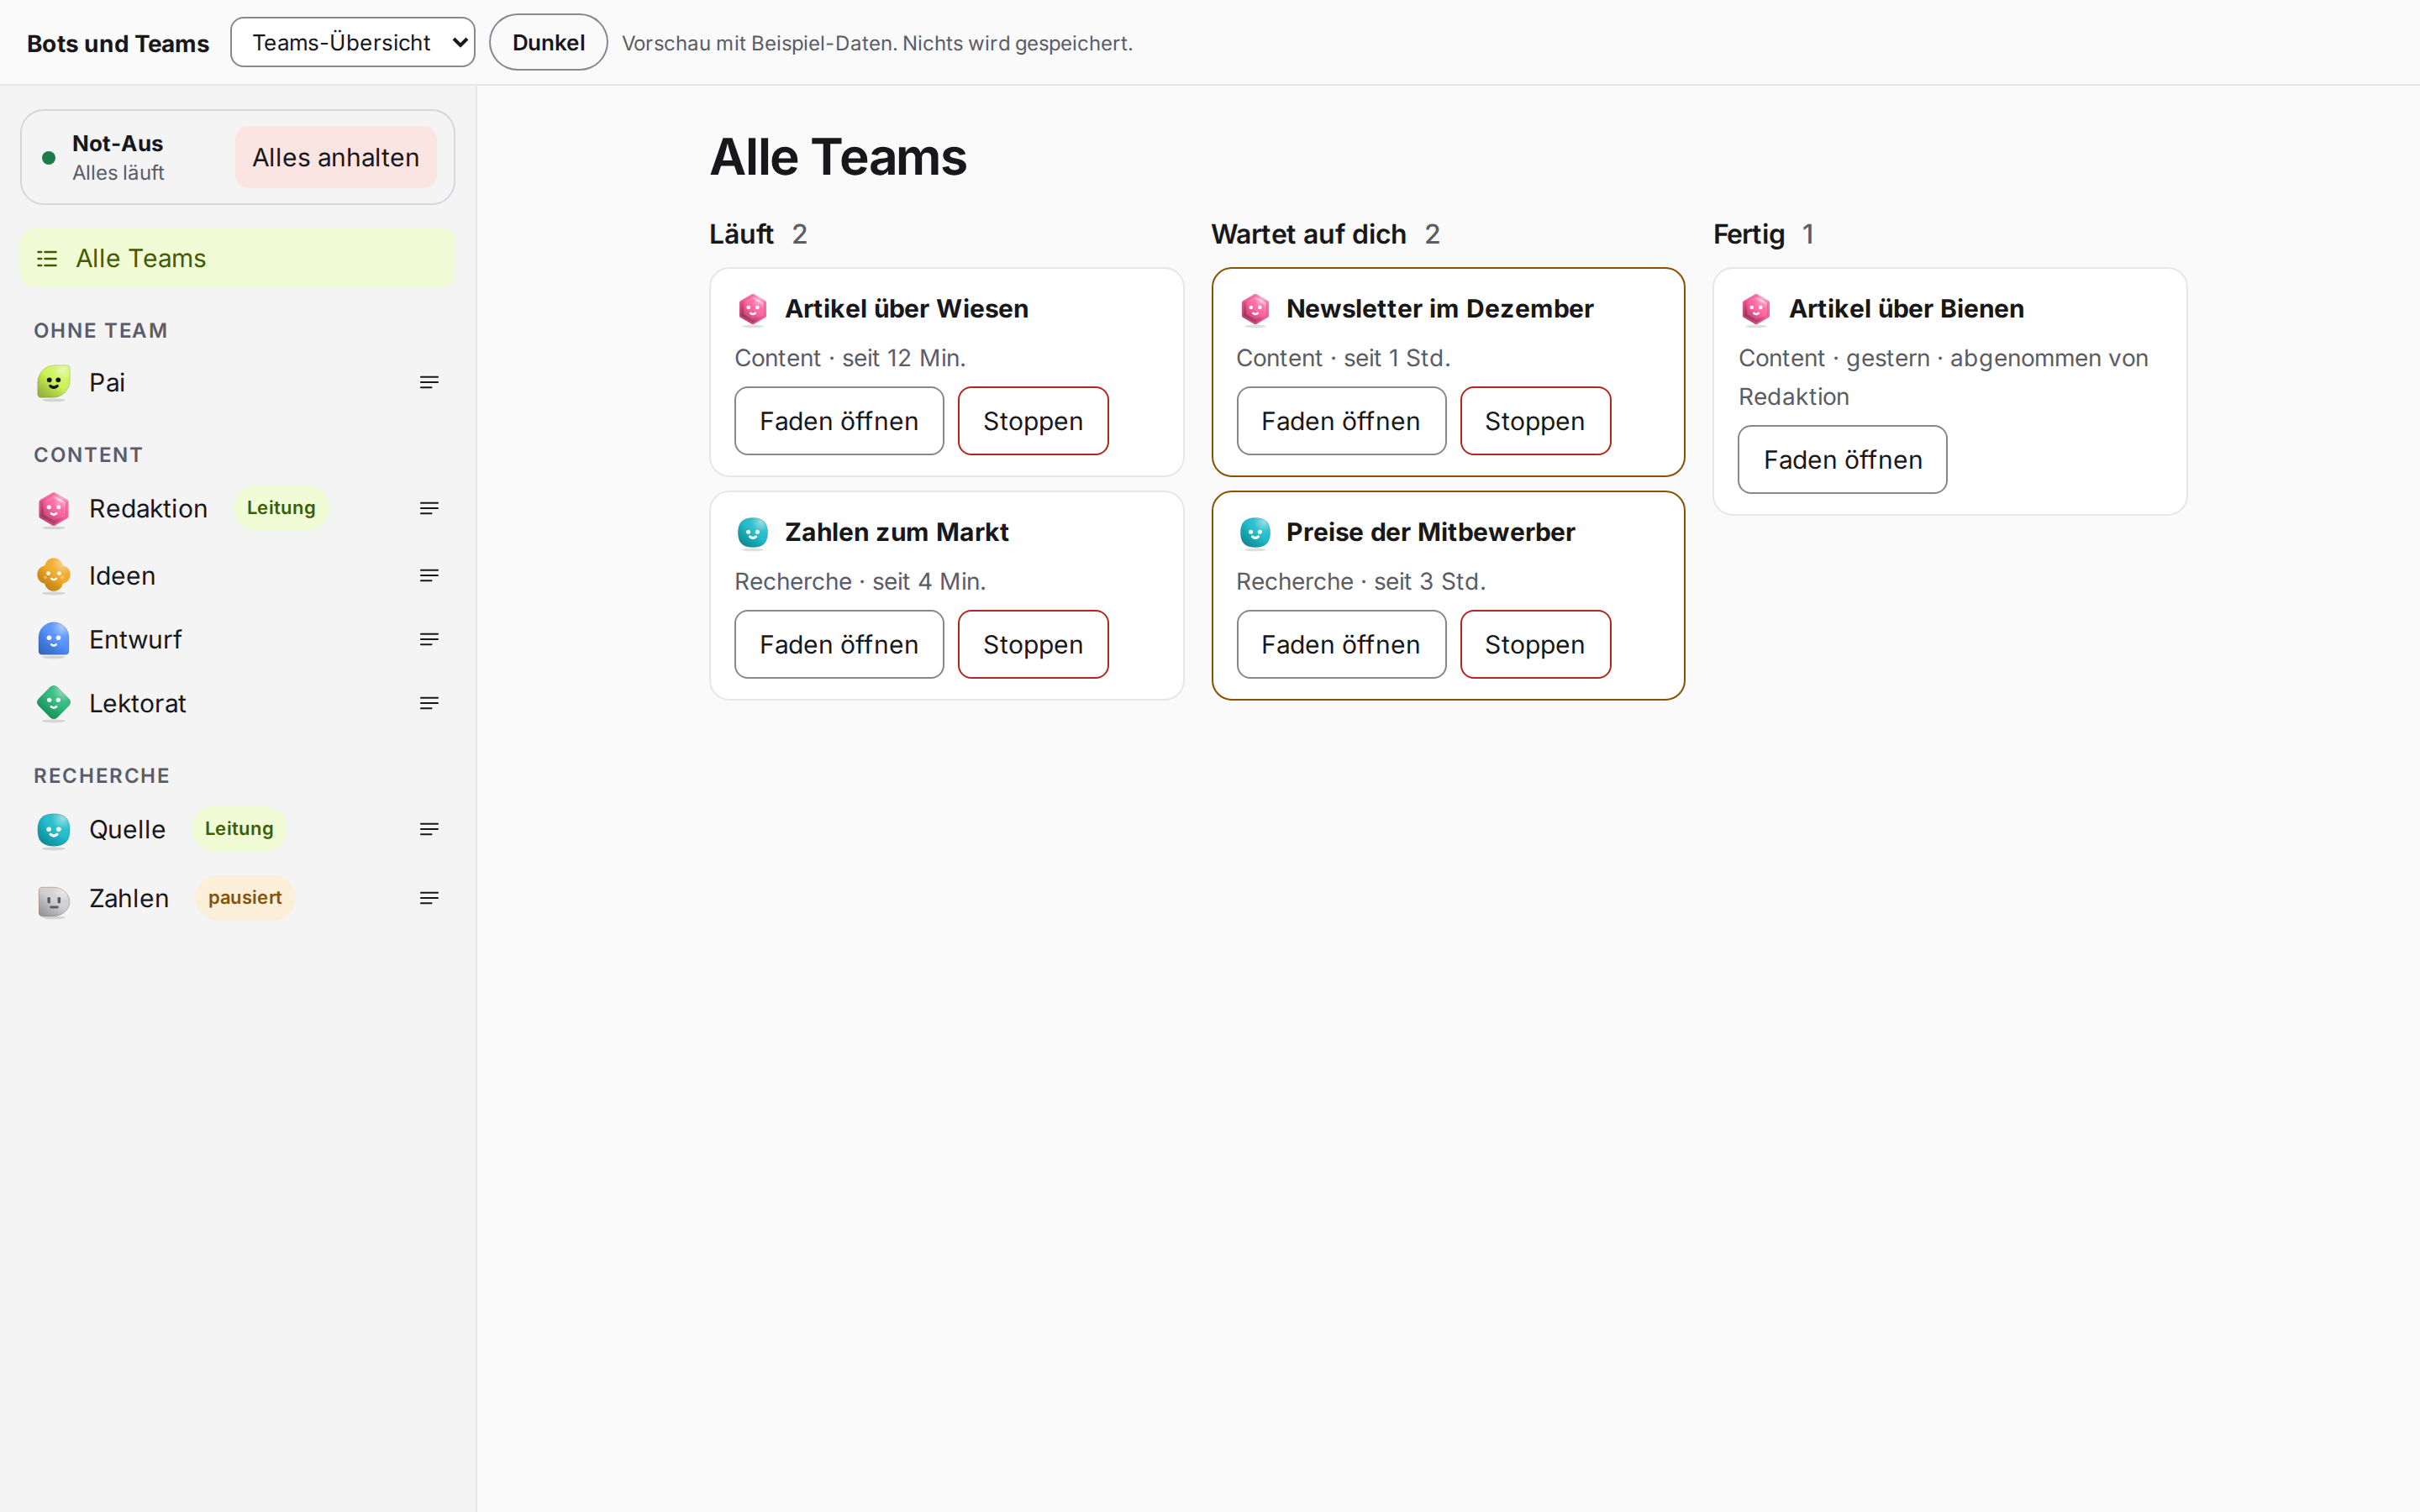 Bots und Teams
Teams-Übersicht
Dunkel
Vorschau mit Beispiel-Daten. Nichts wird gespeichert.
Not-Aus
Alles läuft
Alles anhalten
Alle Teams
OHNE TEAM
Pai
CONTENT
Redaktion Leitung
Ideen
Entwurf
Lektorat
RECHERCHE
Quelle Leitung
Zahlen pausiert
Alle Teams
Läuft 2
Artikel über Wiesen
Content · seit 12 Min.
Faden öffnen Stoppen
Zahlen zum Markt
Recherche · seit 4 Min.
Faden öffnen Stoppen
Wartet auf dich 2
Newsletter im Dezember
Content · seit 1 Std.
Faden öffnen Stoppen
Preise der Mitbewerber
Recherche · seit 3 Std.
Faden öffnen Stoppen
Fertig 1
Artikel über Bienen
Content · gestern · abgenommen von
Redaktion
Faden öffnen